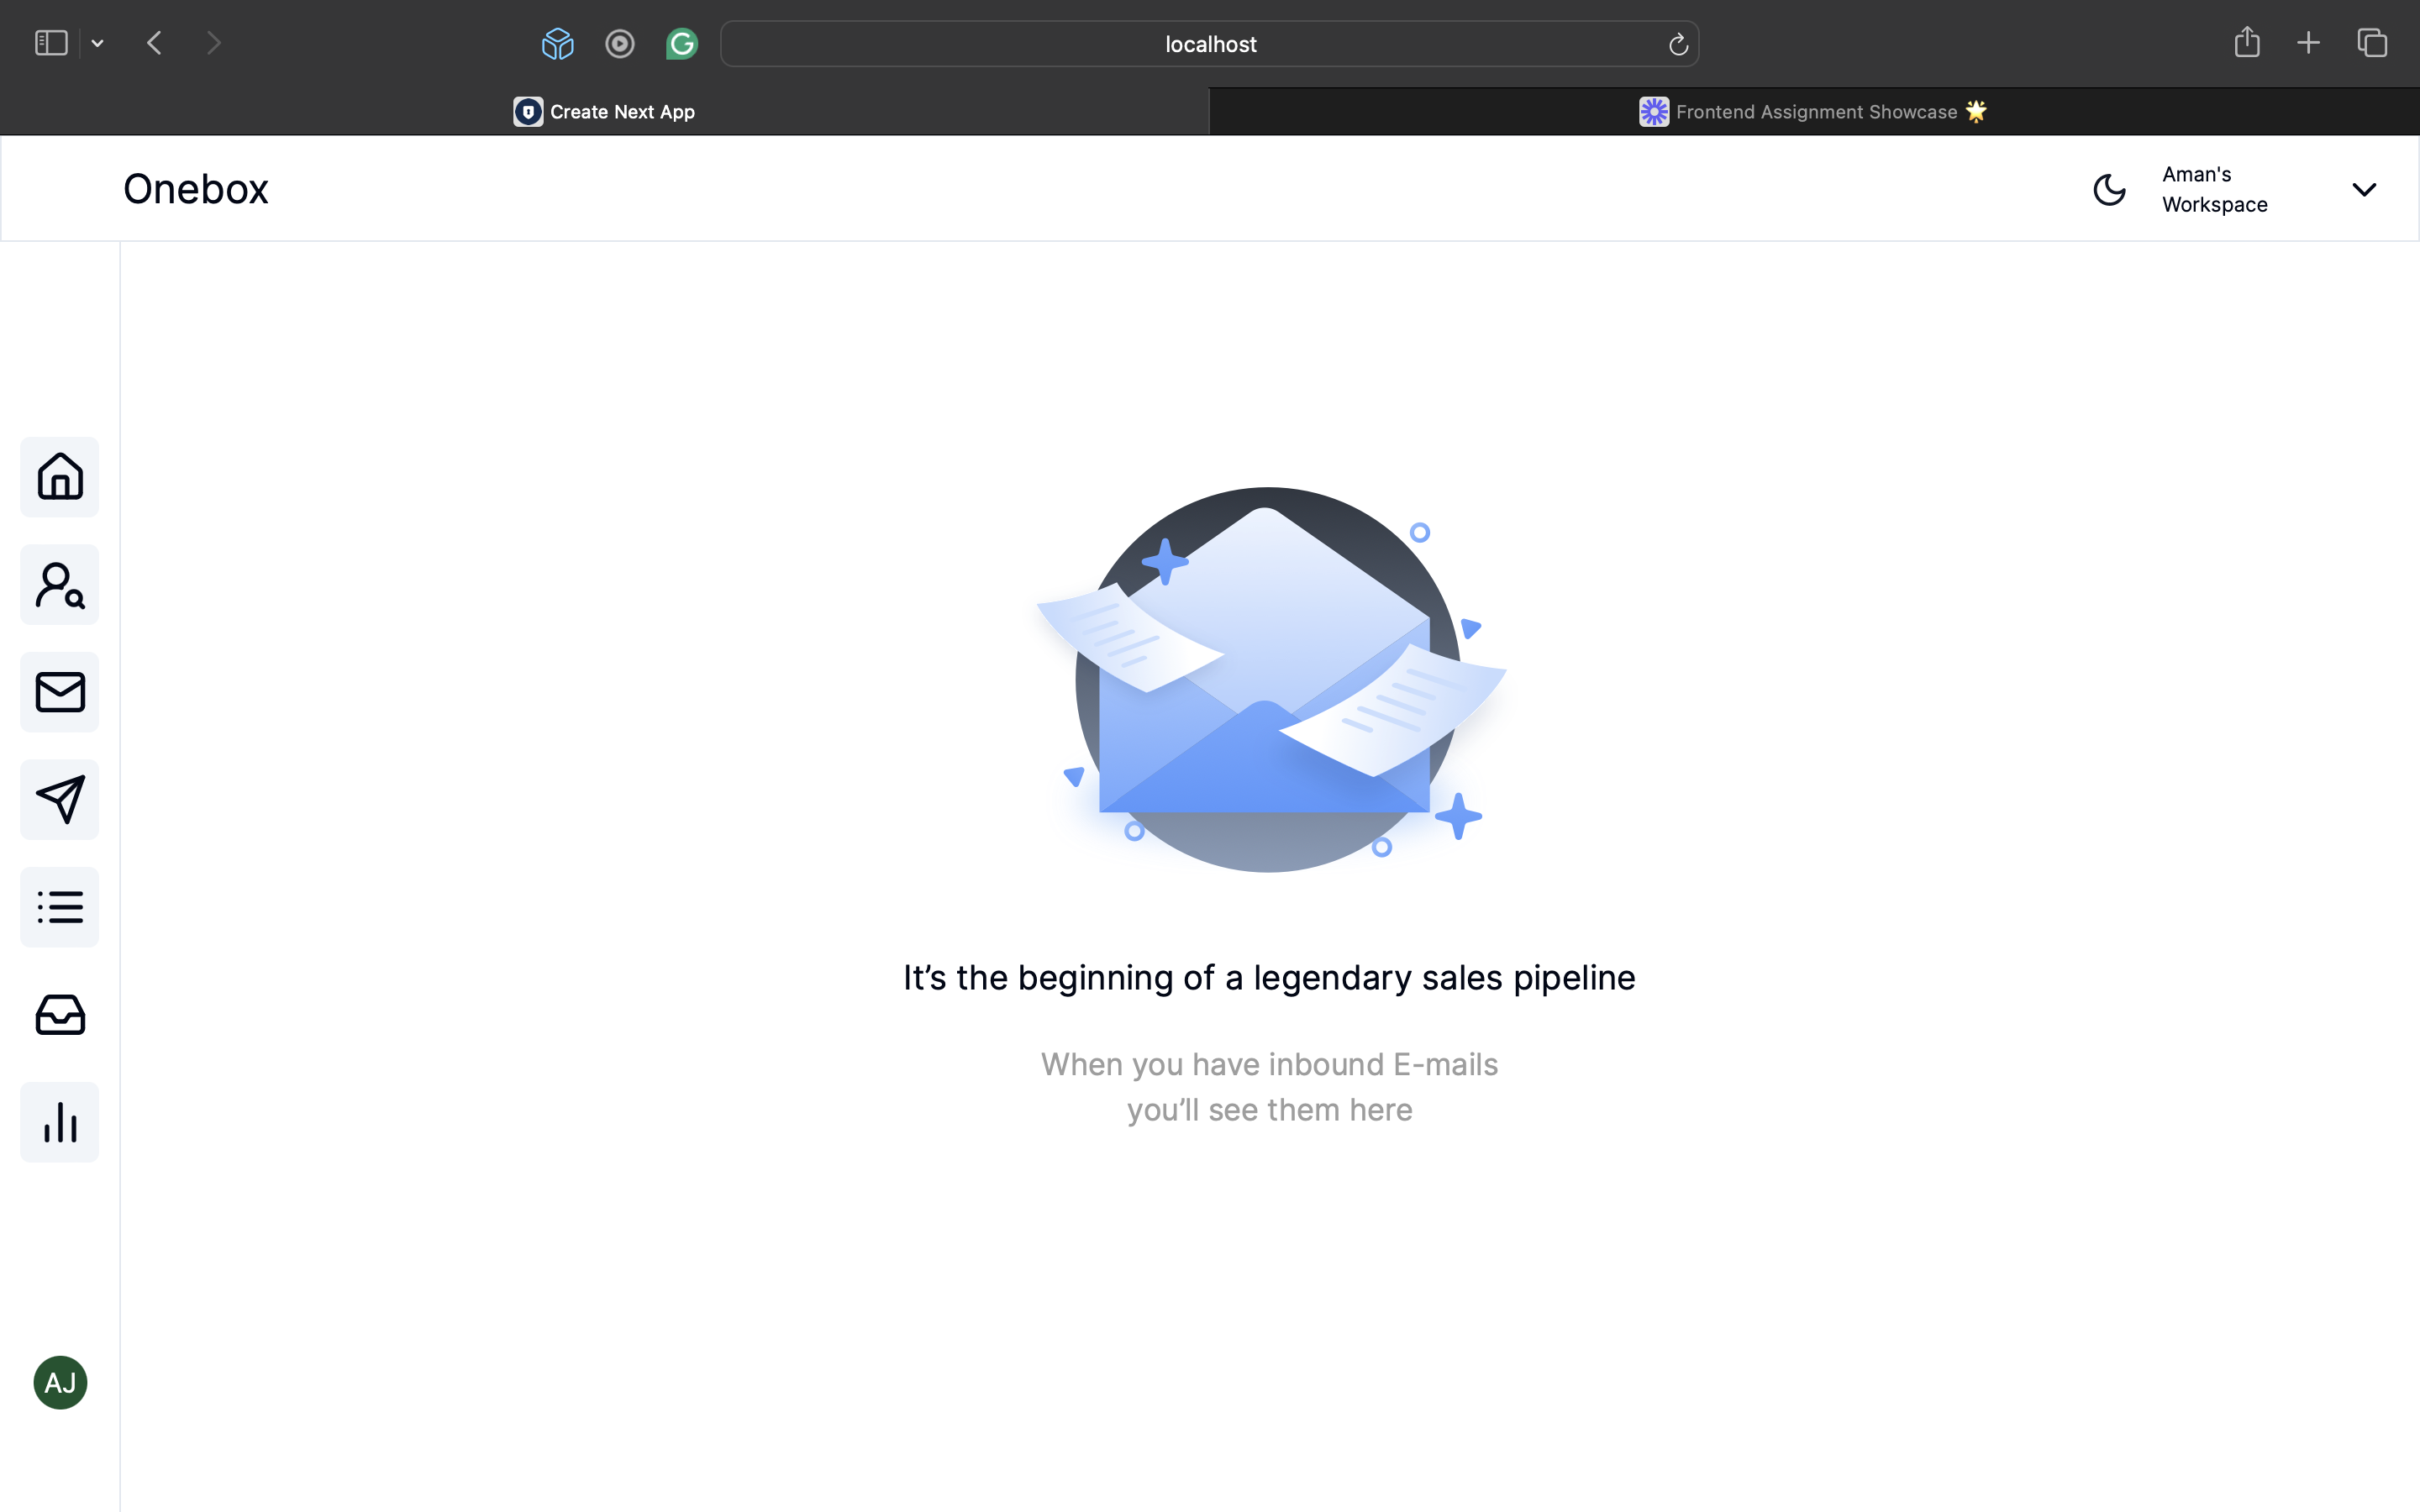 localhost
Create Next App
Frontend Assignment Showcase 🌟
Onebox
Aman's
Workspace
It’s the beginning of a legendary sales pipeline
When you have inbound E-mails
you’ll see them here
AJ